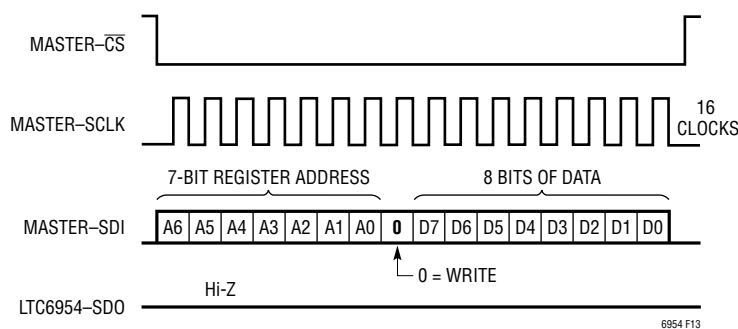 MASTER–C̅S̅
MASTER–SCLK
16
CLOCKS
7-BIT REGISTER ADDRESS
8 BITS OF DATA
MASTER–SDI
A6 A5 A4 A3 A2 A1 A0 0 D7 D6 D5 D4 D3 D2 D1 D0
0 = WRITE
Hi-Z
LTC6954–SDO
6954 F13